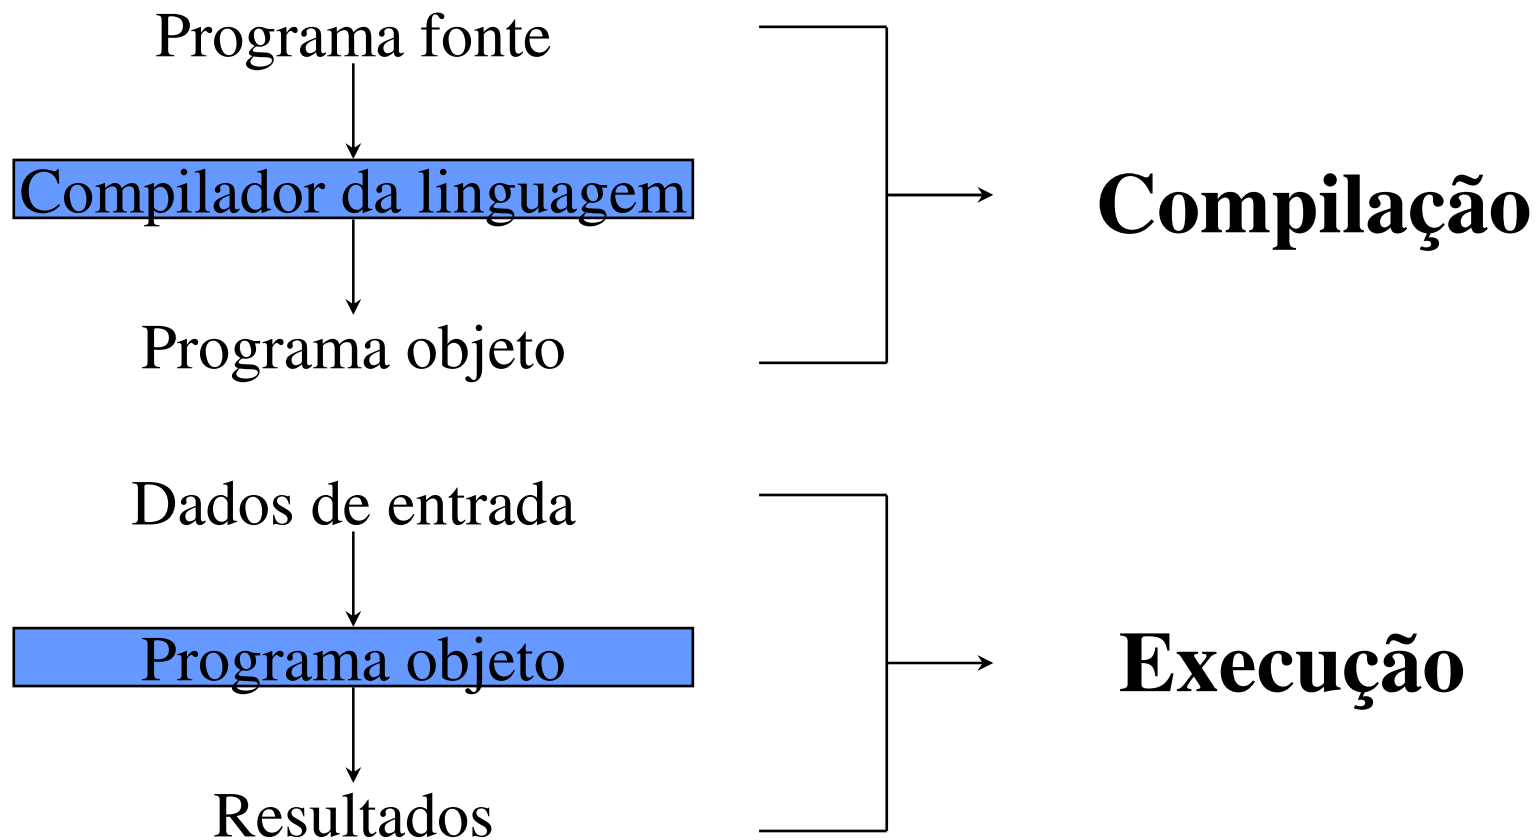 Programa fonte
Compilador da linguagem
Programa objeto
Compilação
Dados de entrada
Programa objeto
Resultados
Execução